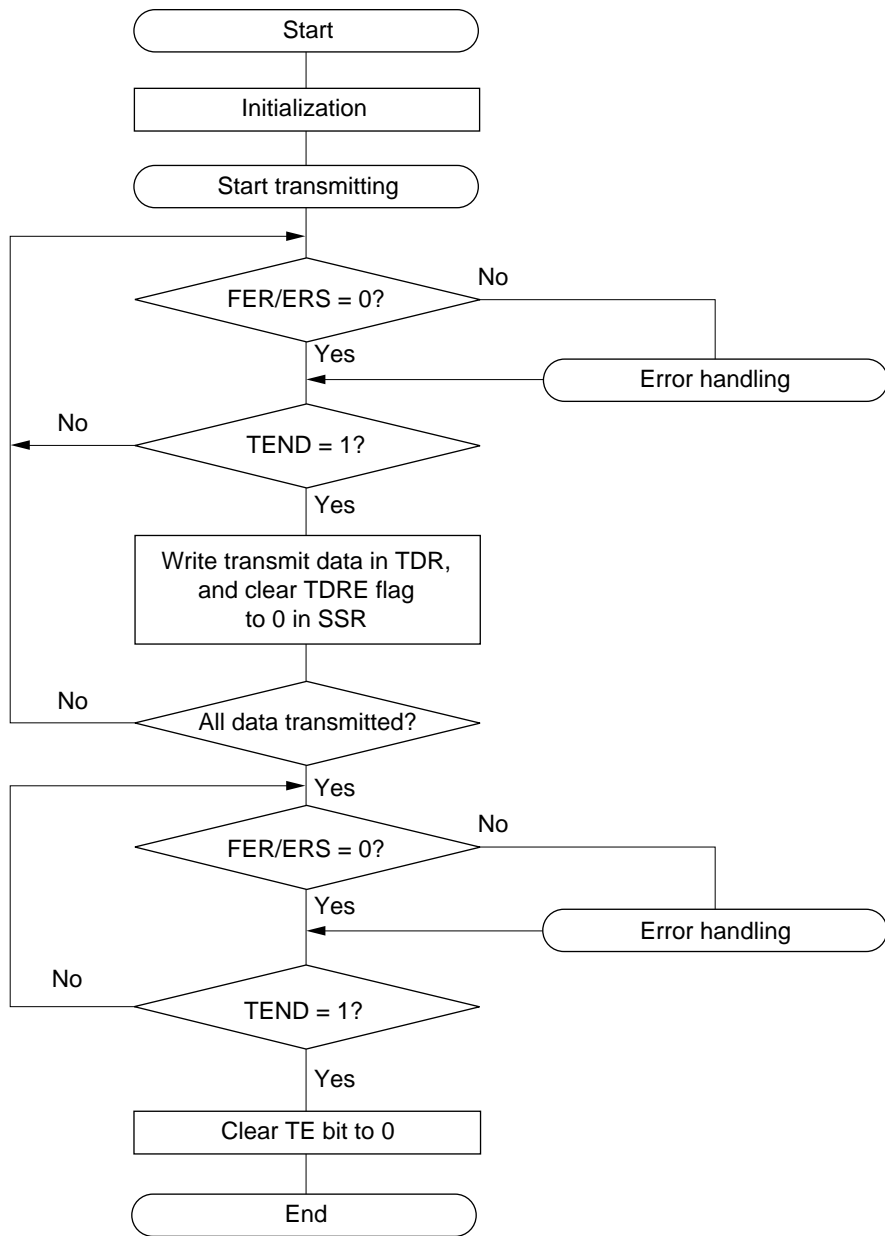 Start
Initialization
Start transmitting
FER/ERS = 0?
No
Yes
Error handling
No
TEND = 1?
Yes
Write transmit data in TDR,
and clear TDRE flag
to 0 in SSR
No
All data transmitted?
Yes
FER/ERS = 0?
No
Yes
Error handling
No
TEND = 1?
Yes
Clear TE bit to 0
End